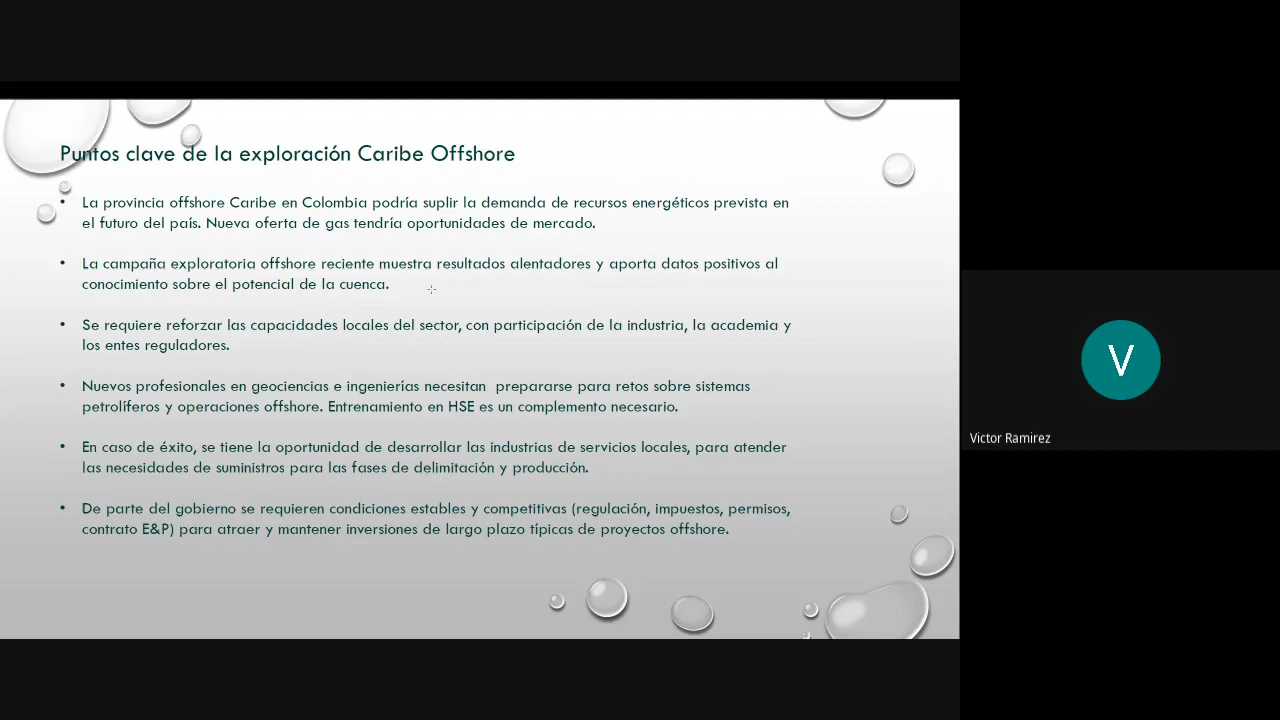 Puntos clave de la exploración Caribe Offshore
• La provincia offshore Caribe en Colombia podría suplir la demanda de recursos energéticos prevista en
el futuro del país. Nueva oferta de gas tendría oportunidades de mercado.
• La campaña exploratoria offshore reciente muestra resultados alentadores y aporta datos positivos al
conocimiento sobre el potencial de la cuenca.
• Se requiere reforzar las capacidades locales del sector, con participación de la industria, la academia y
los entes reguladores.
• Nuevos profesionales en geociencias e ingenierías necesitan  prepararse para retos sobre sistemas
petrolíferos y operaciones offshore. Entrenamiento en HSE es un complemento necesario.
• En caso de éxito, se tiene la oportunidad de desarrollar las industrias de servicios locales, para atender
las necesidades de suministros para las fases de delimitación y producción.
• De parte del gobierno se requieren condiciones estables y competitivas (regulación, impuestos, permisos,
contrato E&P) para atraer y mantener inversiones de largo plazo típicas de proyectos offshore.
V
Victor Ramirez